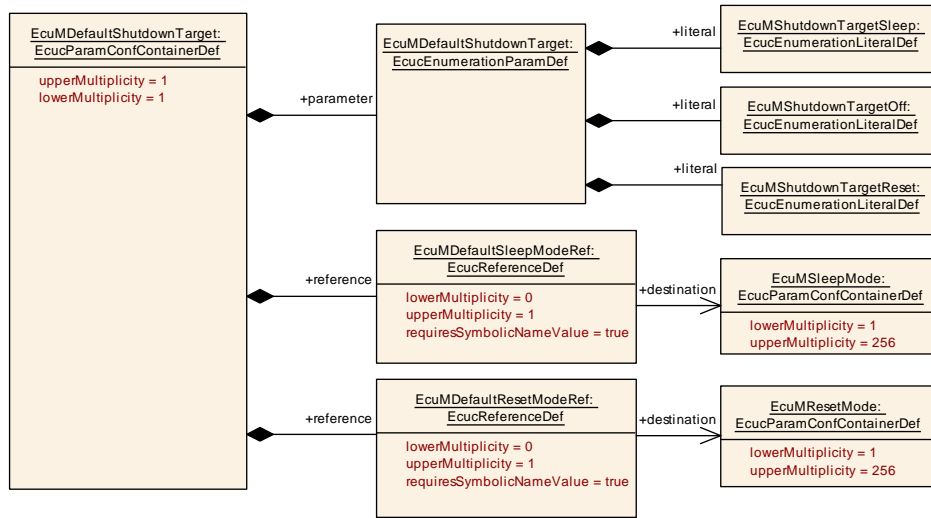 EcuMDefaultShutdownTarget:
EcucParamConfContainerDef
upperMultiplicity = 1
lowerMultiplicity = 1
+parameter
EcuMDefaultShutdownTarget:
EcucEnumerationParamDef
+literal
EcuMShutdownTargetSleep:
EcucEnumerationLiteralDef
+literal
EcuMShutdownTargetOff:
EcucEnumerationLiteralDef
+literal
EcuMShutdownTargetReset:
EcucEnumerationLiteralDef
+reference
EcuMDefaultSleepModeRef:
EcucReferenceDef
lowerMultiplicity = 0
upperMultiplicity = 1
requiresSymbolicNameValue = true
+destination
EcuMSleepMode:
EcucParamConfContainerDef
lowerMultiplicity = 1
upperMultiplicity = 256
+reference
EcuMDefaultResetModeRef:
EcucReferenceDef
lowerMultiplicity = 0
upperMultiplicity = 1
requiresSymbolicNameValue = true
+destination
EcuMResetMode:
EcucParamConfContainerDef
lowerMultiplicity = 1
upperMultiplicity = 256